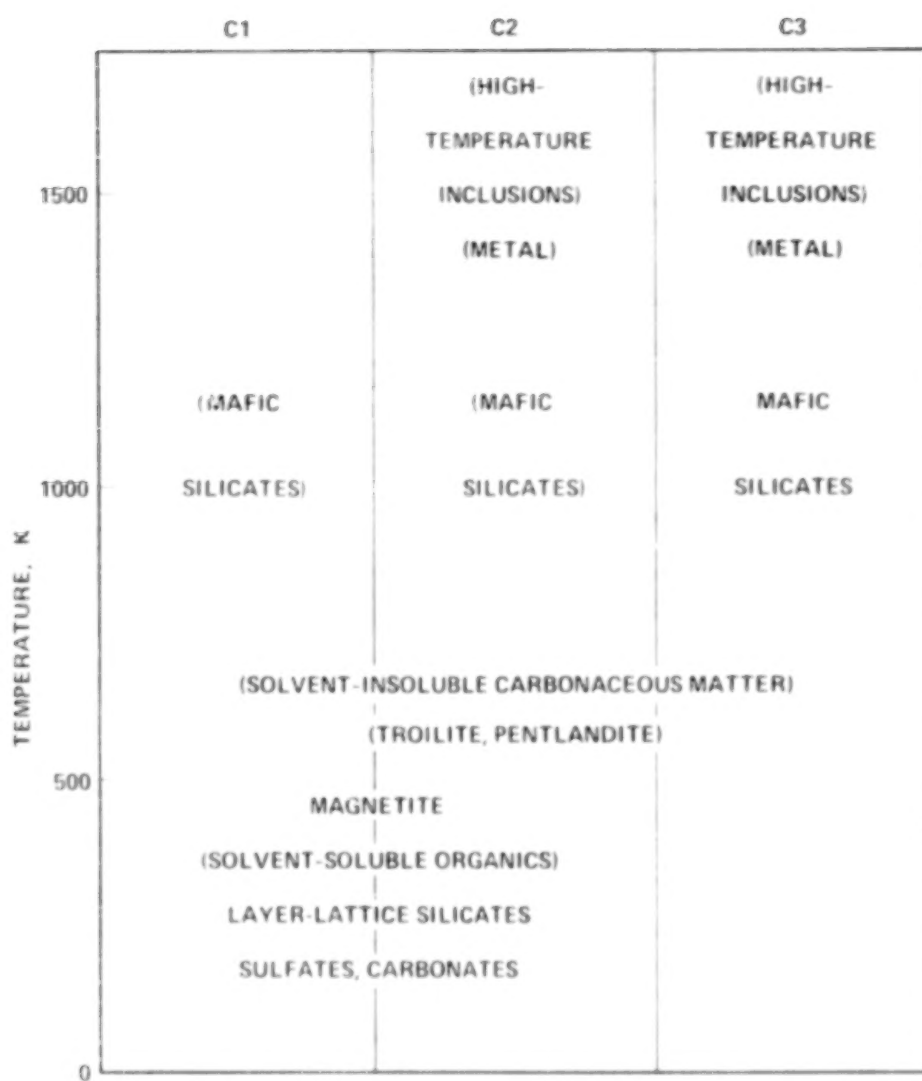 C1 C2 C3
(HIGH- (HIGH-
TEMPERATURE TEMPERATURE
1500 INCLUSIONS) INCLUSIONS)
(METAL) (METAL)
(MAFIC (MAFIC MAFIC
1000 SILICATES) SILICATES) SILICATES
TEMPERATURE, K
(SOLVENT-INSOLUBLE CARBONACEOUS MATTER)
(TROILITE, PENTLANDITE)
500
MAGNETITE
(SOLVENT-SOLUBLE ORGANICS)
LAYER-LATTICE SILICATES
SULFATES, CARBONATES
0